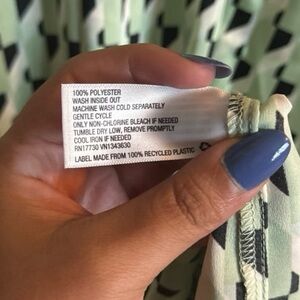 100% POLYESTER
WASH INSIDE OUT
MACHINE WASH COLD SEPARATELY
GENTLE CYCLE
ONLY NON-CHLORINE BLEACH IF NEEDED
TUMBLE DRY LOW, REMOVE PROMPTLY
COOL IRON IF NEEDED
RN17730 VN1343630
LABEL MADE FROM 100% RECYCLED PLASTIC